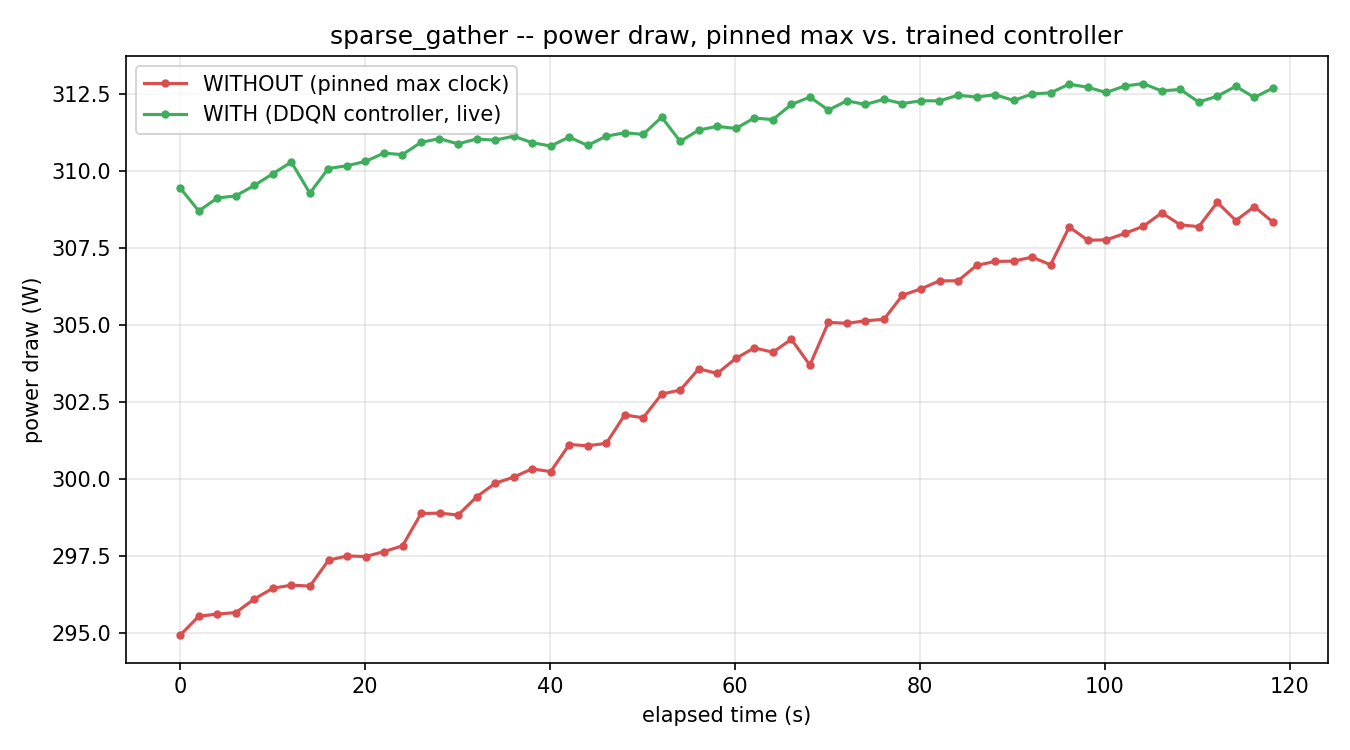 sparse_gather -- power draw, pinned max vs. trained controller
WITHOUT (pinned max clock)
WITH (DDQN controller, live)
power draw (W)
312.5
310.0
307.5
305.0
302.5
300.0
297.5
295.0
0 20 40 60 80 100 120
elapsed time (s)